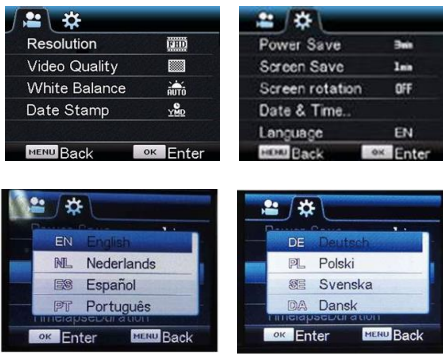 Resolution FHD
Video Quality
White Balance AUTO
Date Stamp YMD
MENU Back OK Enter
Power Save 3min
Screen Save 1min
Screen rotation OFF
Date & Time..
Language EN
MENU Back OK Enter
EN English
NL Nederlands
ES Español
PT Português
TimelapseDuration
OK Enter MENU Back
DE Deutsch
PL Polski
SE Svenska
DA Dansk
TimelapseDuration
OK Enter MENU Back